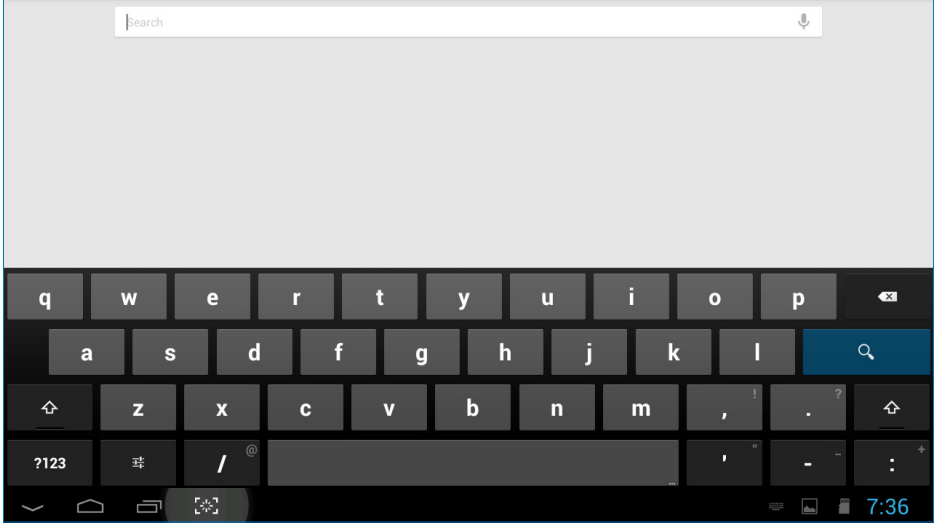 Search
q w e r t y u i o p
a s d f g h j k l
z x c v b n m , ! . ?
?123 / @ ... ' " - _ : +
7:36